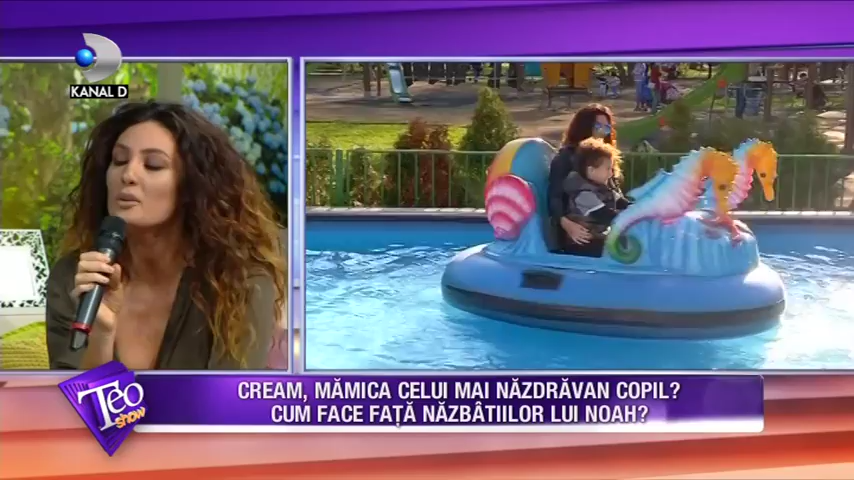 KANAL D
Teo
show
CREAM, MĂMICA CELUI MAI NĂZDRĂVAN COPIL?
CUM FACE FAȚĂ NĂZBÂTIILOR LUI NOAH?